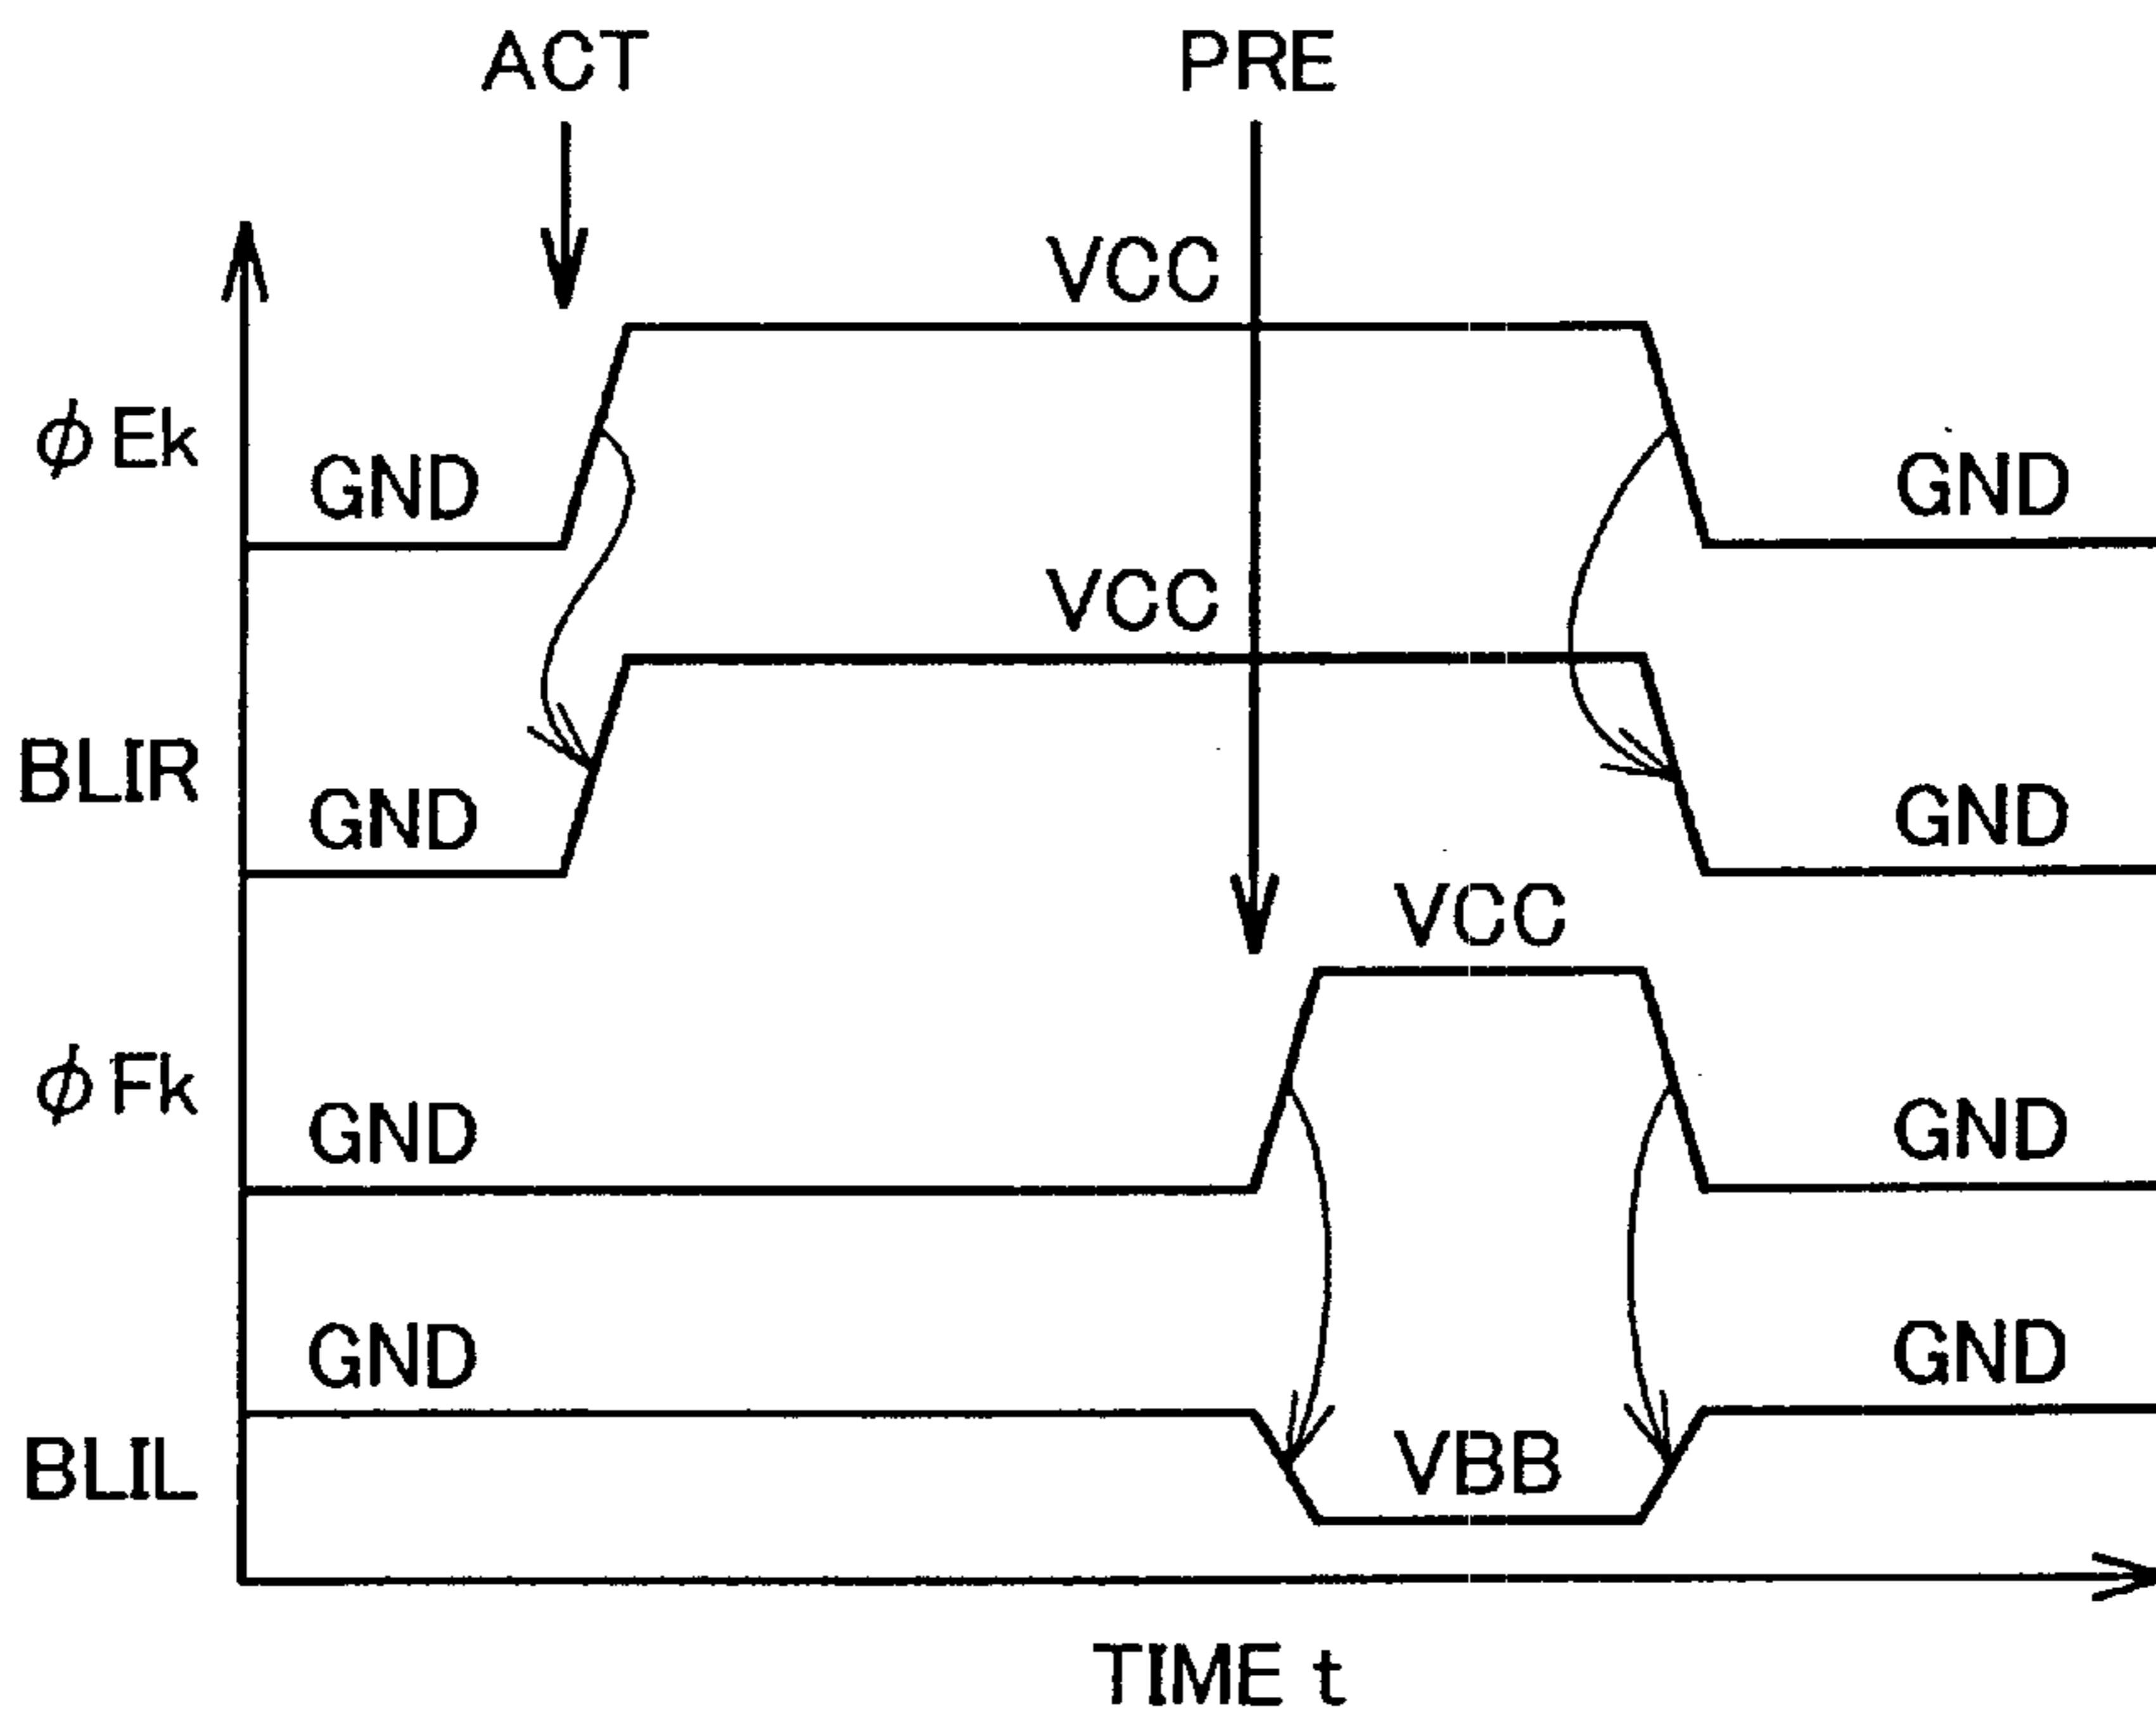 ACT PRE
VCC
φEk GND GND
VCC
BLIR GND GND
VCC
φFk GND GND
GND GND
BLIL VBB
TIME t